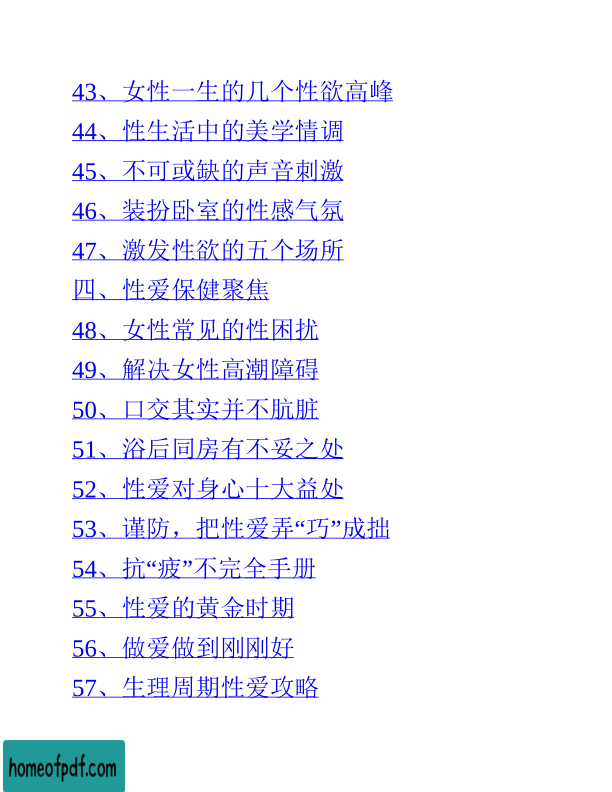 43、女性一生的几个性欲高峰
44、性生活中的美学情调
45、不可或缺的声音刺激
46、装扮卧室的性感气氛
47、激发性欲的五个场所
四、性爱保健聚焦
48、女性常见的性困扰
49、解决女性高潮障碍
50、口交其实并不肮脏
51、浴后同房有不妥之处
52、性爱对身心十大益处
53、谨防，把性爱弄“巧”成拙
54、抗“疲”不完全手册
55、性爱的黄金时期
56、做爱做到刚刚好
57、生理周期性爱攻略
homeofpdf.com